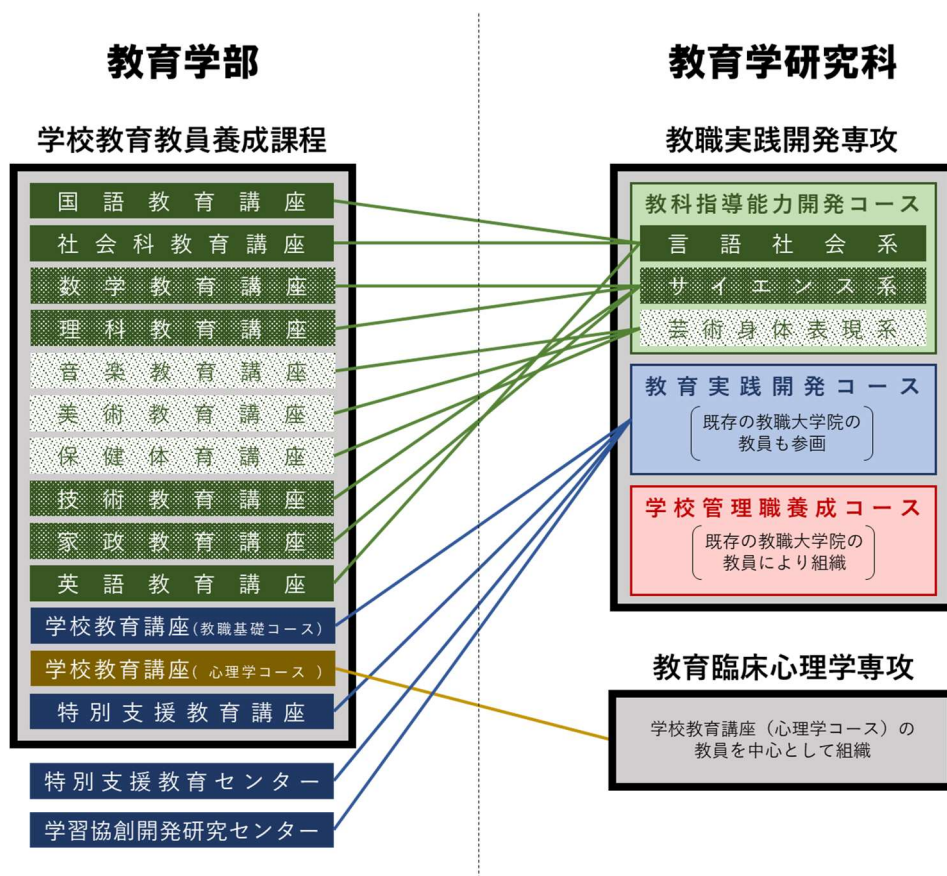 教育学部
学校教育教員養成課程
国語教育講座
社会科教育講座
数学教育講座
理科教育講座
音楽教育講座
美術教育講座
保健体育講座
技術教育講座
家政教育講座
英語教育講座
学校教育講座(教職基礎コース)
学校教育講座( 心理学コース )
特別支援教育講座
特別支援教育センター
学習協創開発研究センター
教育学研究科
教職実践開発専攻
教科指導能力開発コース
言語社会系
サイエンス系
芸術身体表現系
教育実践開発コース
既存の教職大学院の
教員も参画
学校管理職養成コース
既存の教職大学院の
教員により組織
教育臨床心理学専攻
学校教育講座（心理学コース）の
教員を中心として組織